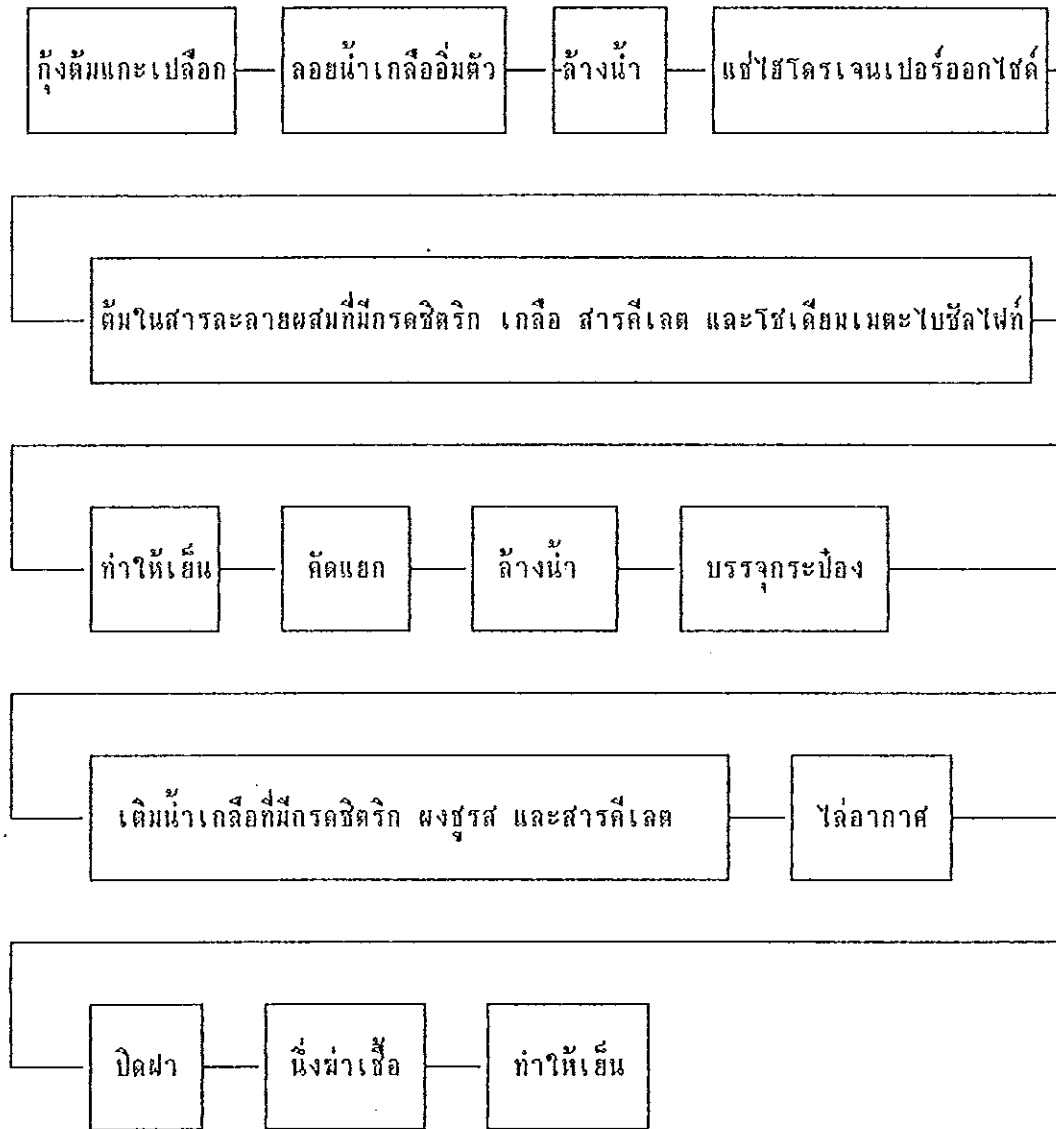 กุ้งต้มแกะเปลือก ลอยน้ำเกลืออิ่มตัว ล้างน้ำ แช่ไฮโดรเจนเปอร์ออกไซด์
ต้มในสารละลายผสมที่มีกรดซิตริก เกลือ สารคีเลต และโซเดียมเมตะไบซัลไฟท์
ทำให้เย็น คัดแยก ล้างน้ำ บรรจุกระป๋อง
เติมน้ำเกลือที่มีกรดซิตริก ผงชูรส และสารคีเลต ไล่อากาศ
ปิดฝา นึ่งฆ่าเชื้อ ทำให้เย็น